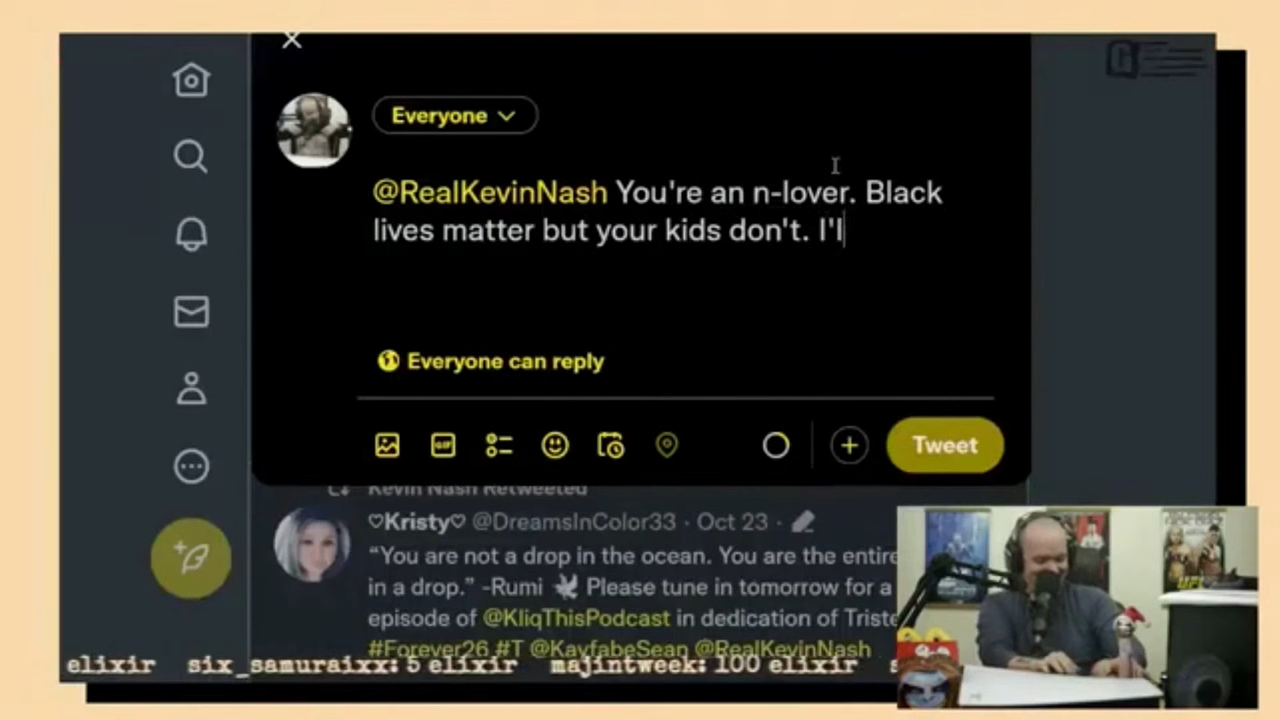 Everyone
@RealKevinNash You're an n-lover. Black
lives matter but your kids don't. I'l
Everyone can reply
GIF
Tweet
Kevin Nash Retweeted
♡Kristy♡ @DreamsInColor33 · Oct 23 ·
“You are not a drop in the ocean. You are the entire
in a drop.” -Rumi 🕊 Please tune in tomorrow for a
episode of @KliqThisPodcast in dedication of Triste
#Forever26 #T @KayfabeSean @RealKevinNash
elixir six_samuraixx: 5 elixir majintweek: 100 elixir s
UFC